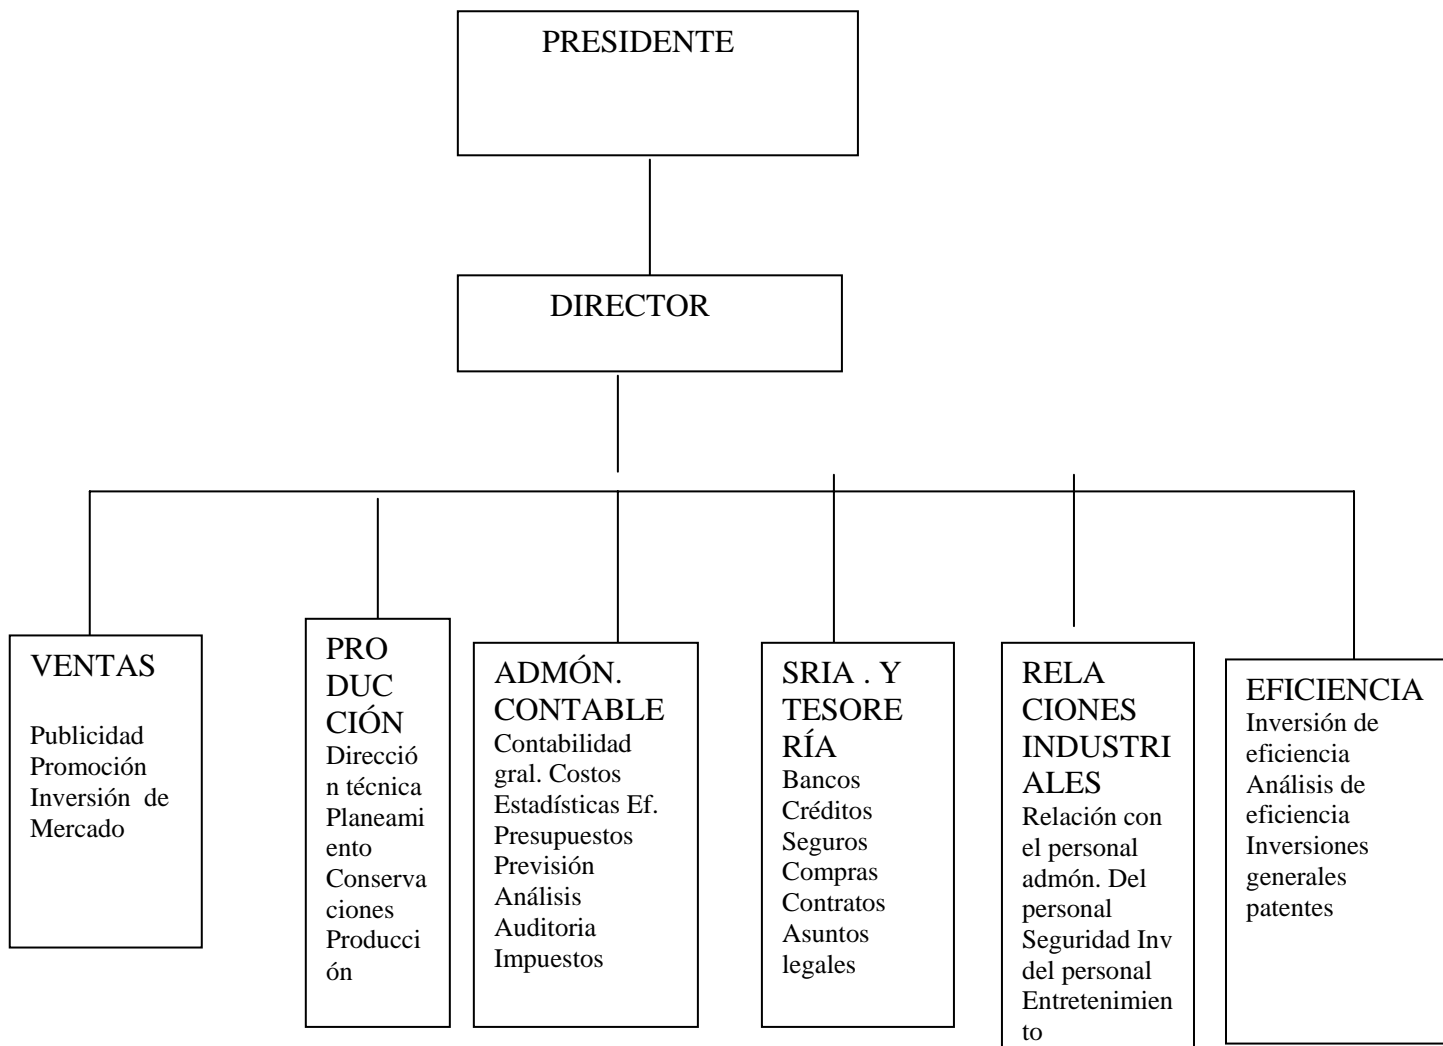 PRESIDENTE
DIRECTOR
VENTAS
Publicidad
Promoción
Inversión de
Mercado
PRO
DUC
CIÓN
Direcció
n técnica
Planeami
ento
Conserva
ciones
Producci
ón
ADMÓN.
CONTABLE
Contabilidad
gral. Costos
Estadísticas Ef.
Presupuestos
Previsión
Análisis
Auditoria
Impuestos
SRIA . Y
TESORE
RÍA
Bancos
Créditos
Seguros
Compras
Contratos
Asuntos
legales
RELA
CIONES
INDUSTRI
ALES
Relación con
el personal
admón. Del
personal
Seguridad Inv
del personal
Entretenimien
to
EFICIENCIA
Inversión de
eficiencia
Análisis de
eficiencia
Inversiones
generales
patentes